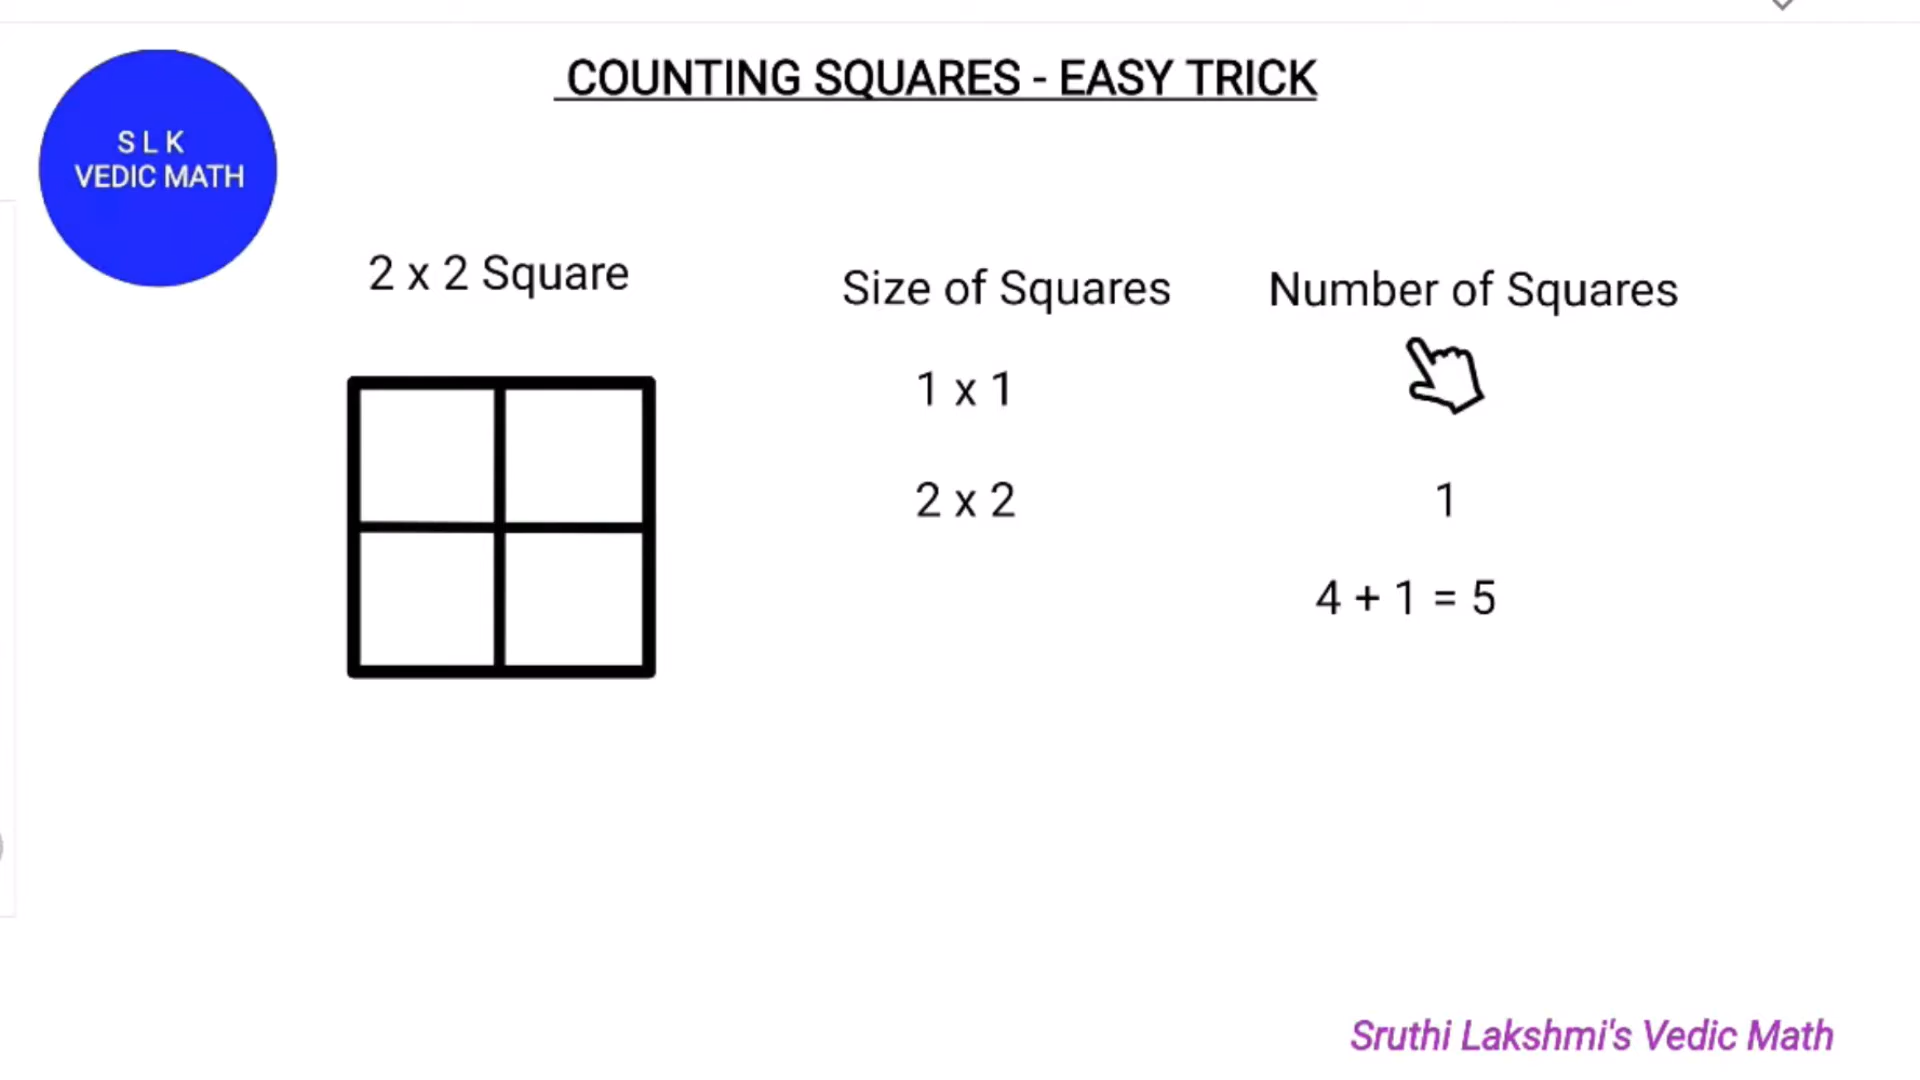 COUNTING SQUARES - EASY TRICK
S L K
VEDIC MATH
2 x 2 Square
Size of Squares
Number of Squares
1 x 1
2 x 2
1
4 + 1 = 5
Sruthi Lakshmi's Vedic Math